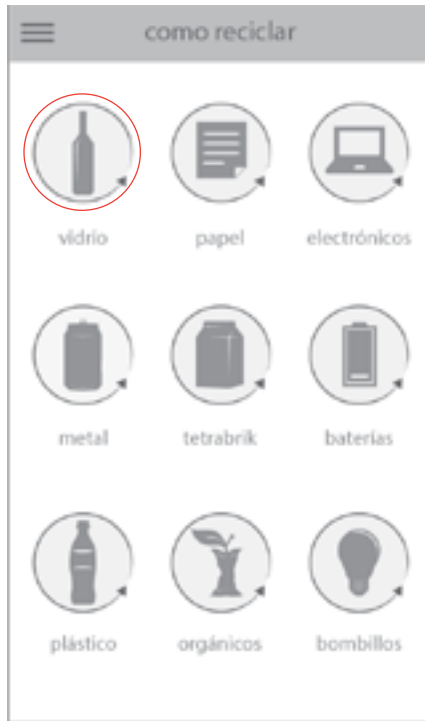 como reciclar
vidrio papel electrónicos
metal tetrabrik baterías
plástico orgánicos bombillos